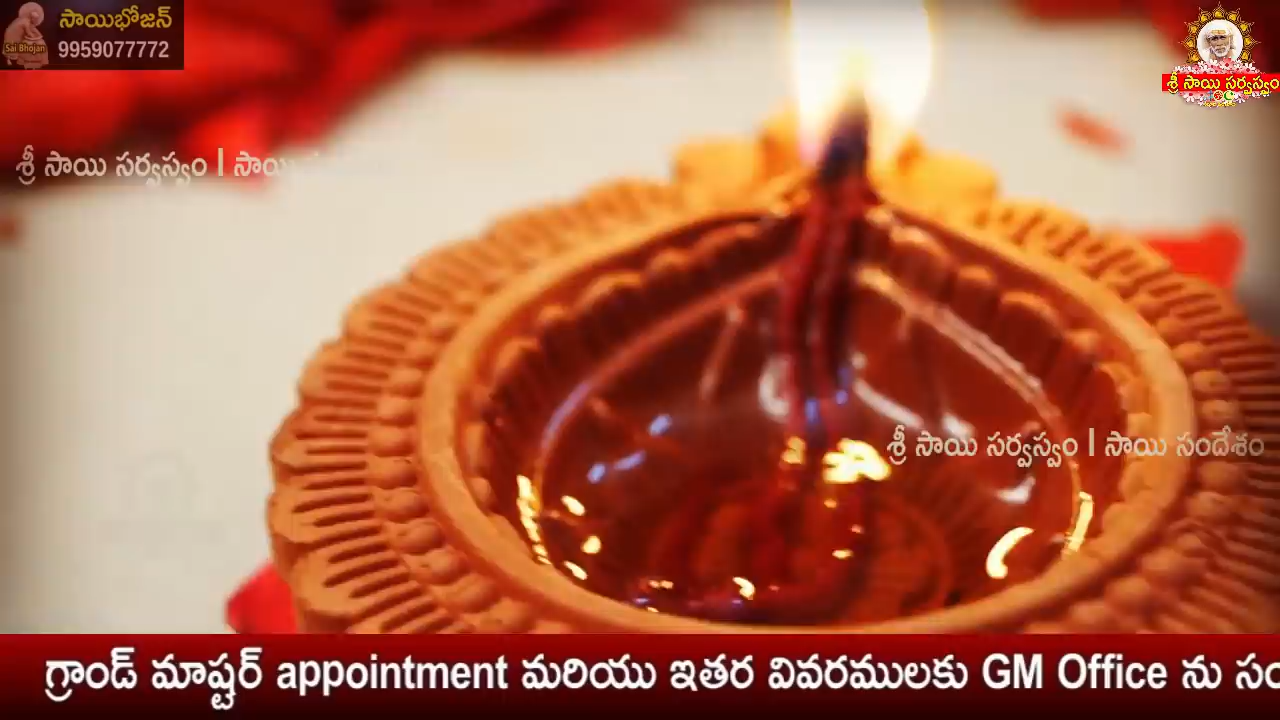 సాయిభోజన్
Sai Bhojan
9959077772
శ్రీ సాయి సర్వస్వం
శ్రీ సాయి సర్వస్వం | సాయి
శ్రీ సాయి సర్వస్వం | సాయి సందేశం
గ్రాండ్ మాష్టర్ appointment మరియు ఇతర వివరములకు GM Office ను